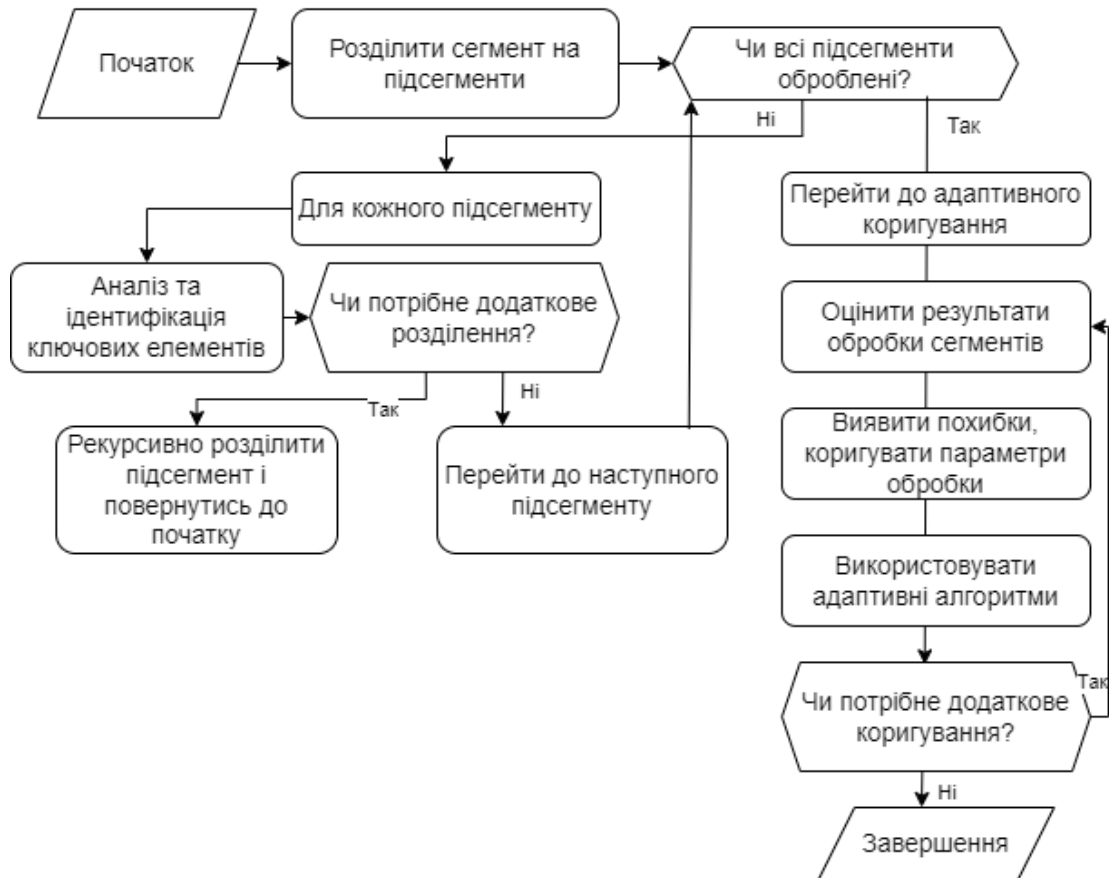 Початок
Розділити сегмент на
підсегменти
Чи всі підсегменти
оброблені?
Ні
Так
Для кожного підсегменту
Перейти до адаптивного
коригування
Аналіз та
ідентифікація
ключових елементів
Чи потрібне додаткове
розділення?
Оцінити результати
обробки сегментів
Так
Ні
Рекурсивно розділити
підсегмент і
повернутись до
початку
Перейти до наступного
підсегменту
Виявити похибки,
коригувати параметри
обробки
Використовувати
адаптивні алгоритми
Чи потрібне додаткове
коригування?
Так
Ні
Завершення